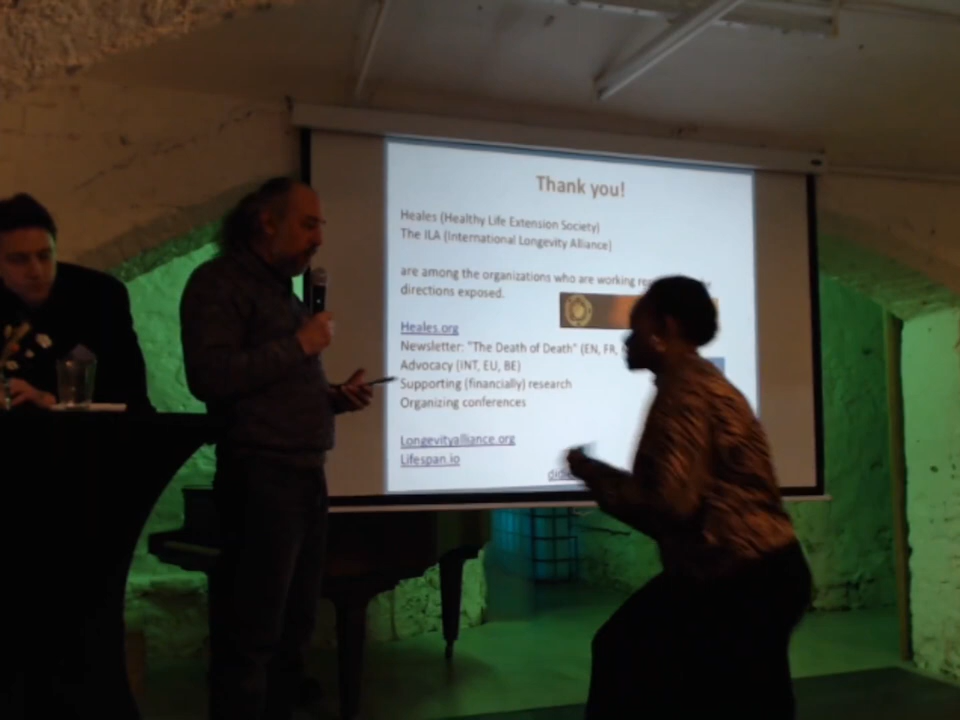 Thank you!
Heales (Healthy Life Extension Society)
The ILA (International Longevity Alliance)
are among the organizations who are working
directions exposed.
Heales.org
Newsletter: "The Death of Death" (EN, FR,
Advocacy (INT, EU, BE)
Supporting (financially) research
Organizing conferences
Longevityalliance.org
Lifespan.io